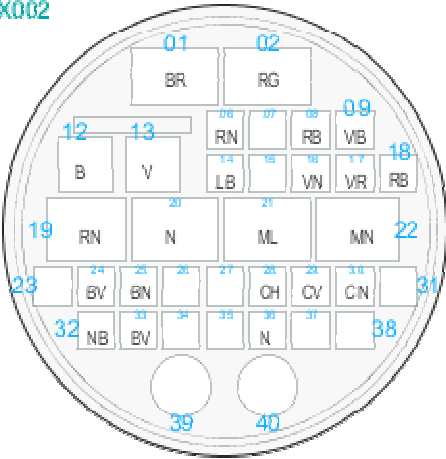 X002
01 02
BR RG
06 07 08 09
RN RB VIB
12 13
14 15 16 17 18
B V LB VN VIR RB
19 20 21 22
RN N ML MN
23 24 25 26 27 28 29 30 31
BV BN CH CV CN
32 33 34 35 36 37 38
NB BV N
39 40